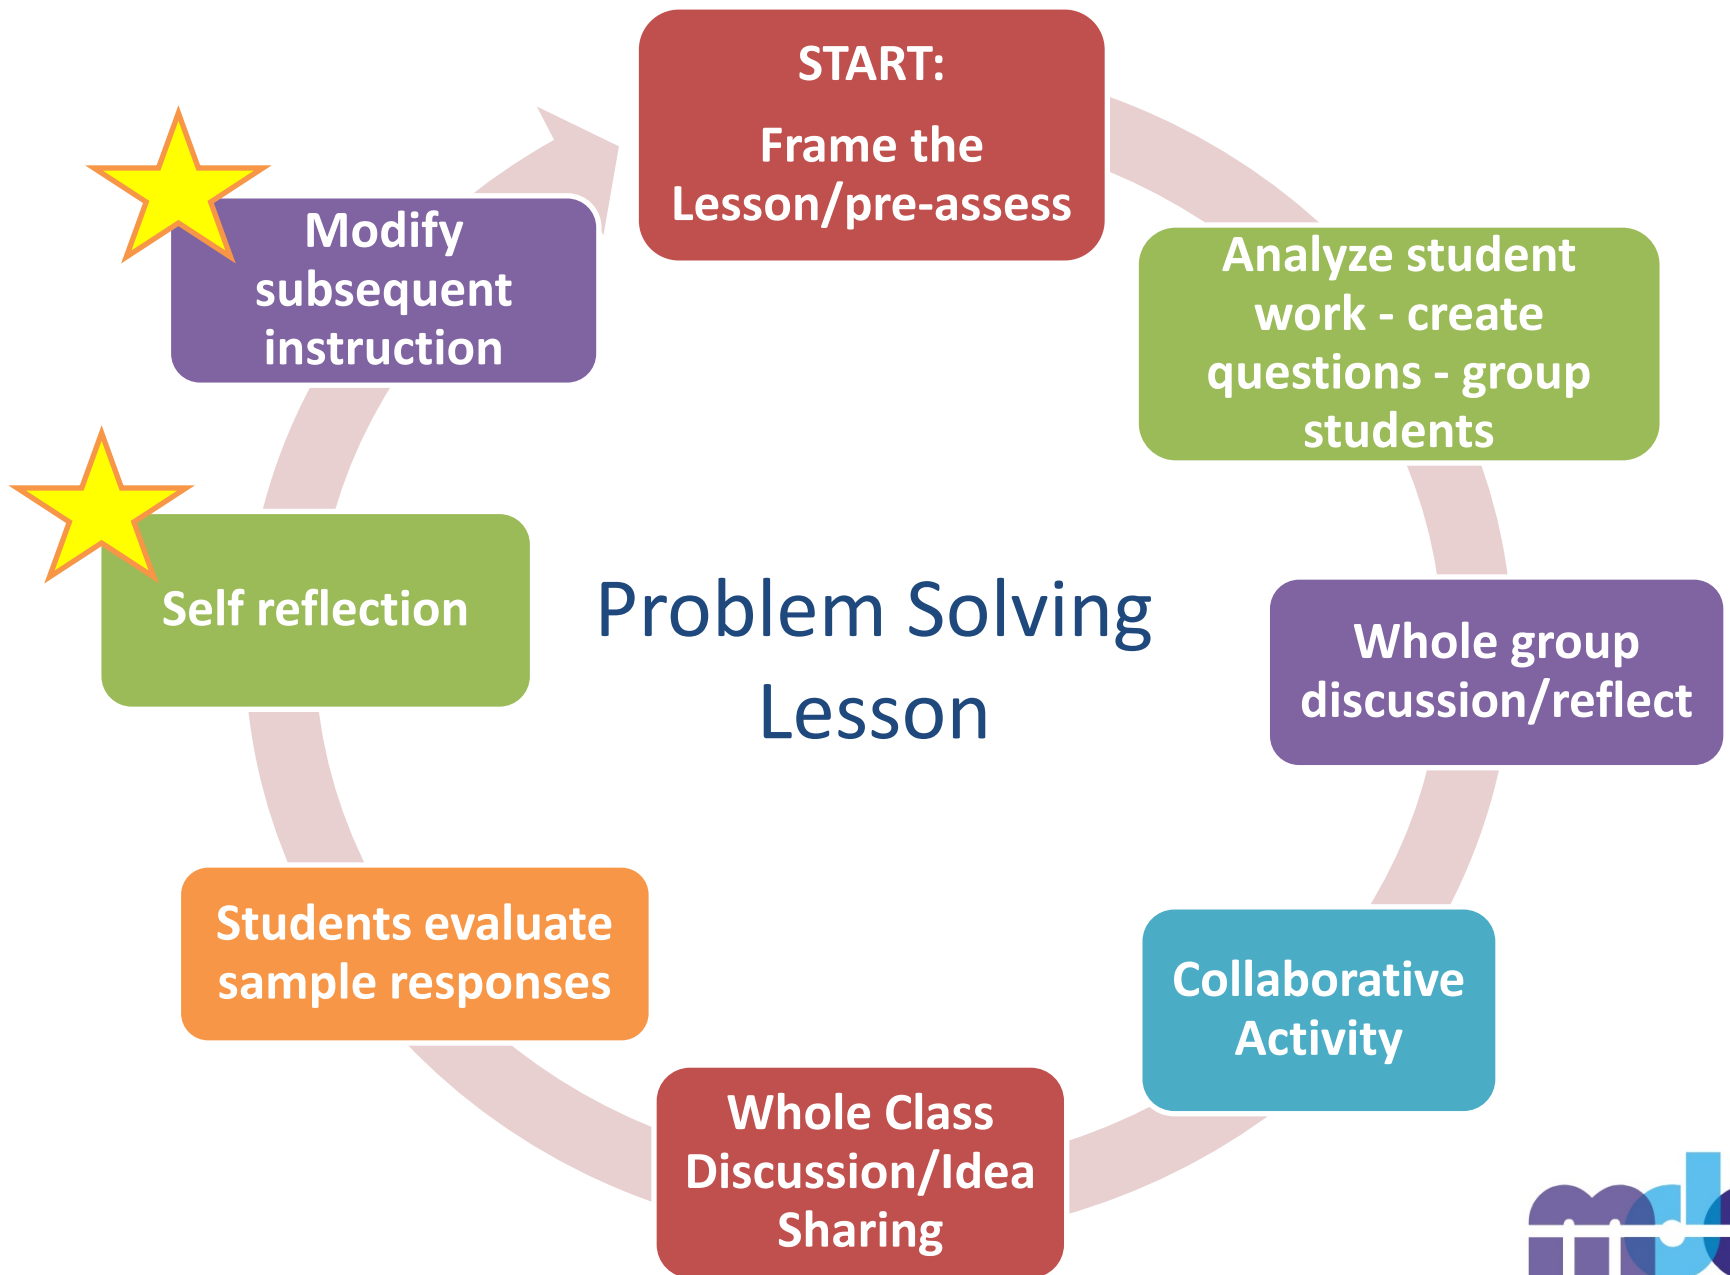 START:
Frame the
Lesson/pre-assess
Analyze student
work - create
questions - group
students
Whole group
discussion/reflect
Collaborative
Activity
Whole Class
Discussion/Idea
Sharing
Students evaluate
sample responses
Self reflection
Modify
subsequent
instruction
Problem Solving
Lesson